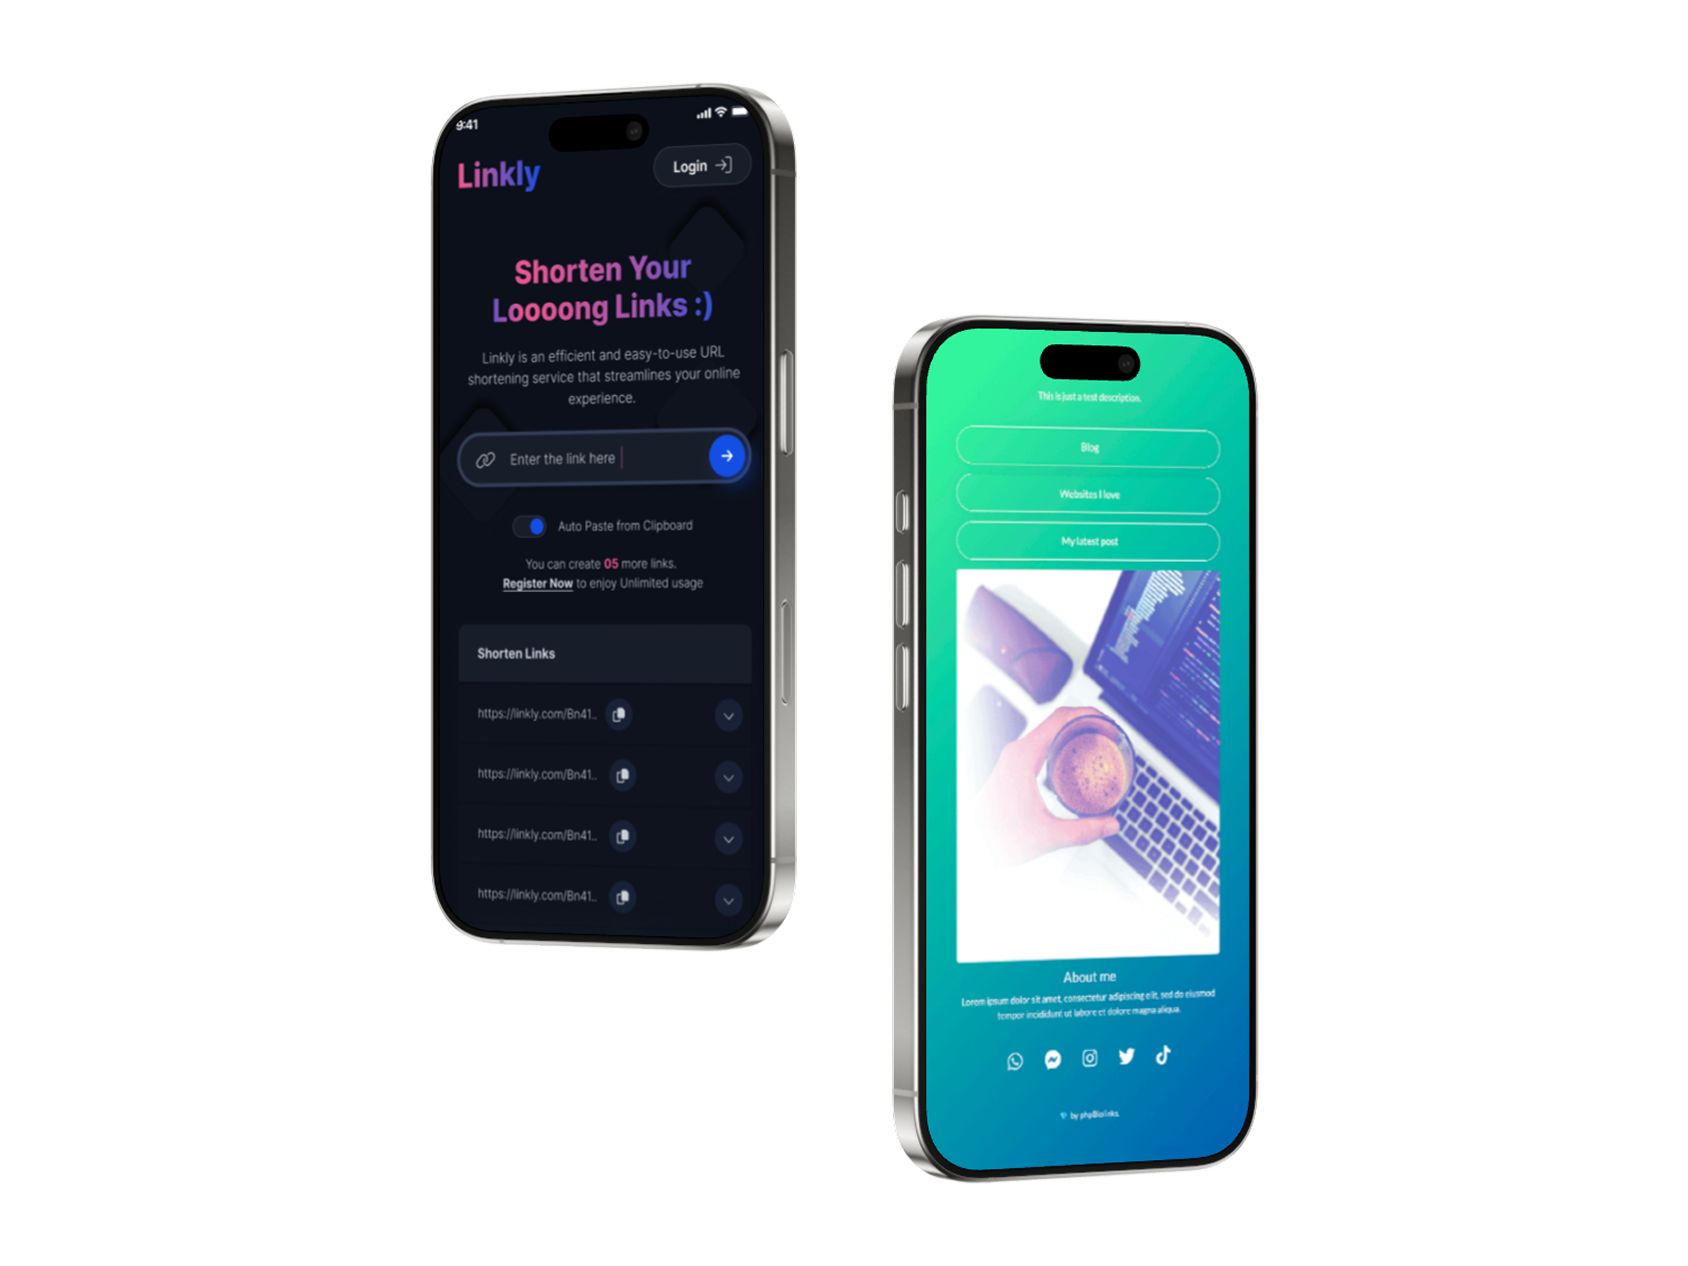 9:41
Linkly
Login
Shorten Your
Loooong Links :)
Linkly is an efficient and easy-to-use URL
shortening service that streamlines your online
experience.
Enter the link here
Auto Paste from Clipboard
You can create 05 more links.
Register Now to enjoy Unlimited usage
Shorten Links
https://linkly.com/Bn41..
https://linkly.com/Bn41..
https://linkly.com/Bn41..
https://linkly.com/Bn41..
This is just a test description.
Blog
Websites I love
My latest post
About me
Lorem ipsum dolor sit amet, consectetur adipiscing elit, sed do eiusmod
tempor incididunt ut labore et dolore magna aliqua.
by phpBiolinks.